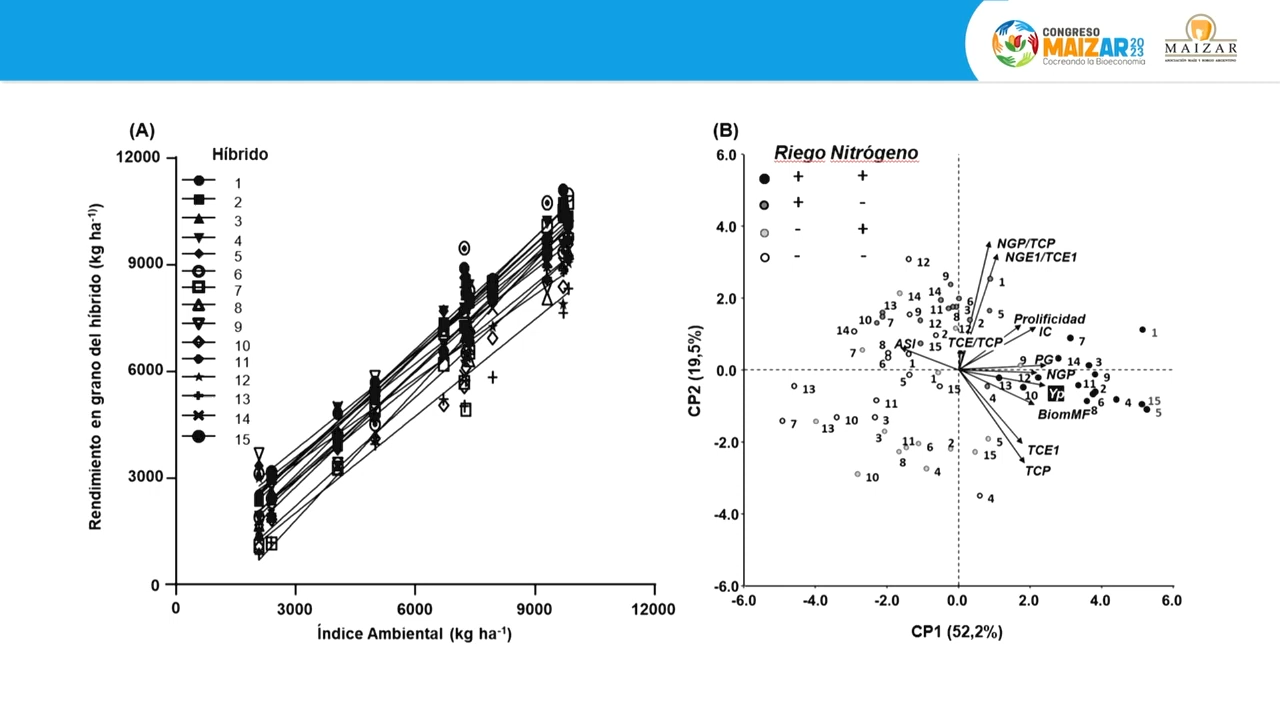 CONGRESO
MAIZAR 2023
Cocreando la Bioeconomía
MAIZAR
ASOCIACIÓN MAÍZ Y SORGO ARGENTINO
(A)
Híbrido
1
2
3
4
5
6
7
8
9
10
11
12
13
14
15
12000
9000
6000
3000
0
Rendimiento en grano del híbrido (kg ha⁻¹))
0 3000 6000 9000 12000
Índice Ambiental (kg ha⁻¹)
(B)
Riego Nitrógeno
+ +
+ -
- +
- -
6.0
4.0
2.0
0.0
-2.0
-4.0
-6.0
CP2 (19,5%)
NGP/TCP
NGE1/TCE1
Prolificidad
IC
ASI
TCE/TCP
PG
NGP
Yp
BiomMF
TCE1
TCP
-6.0 -4.0 -2.0 0.0 2.0 4.0 6.0
CP1 (52,2%)